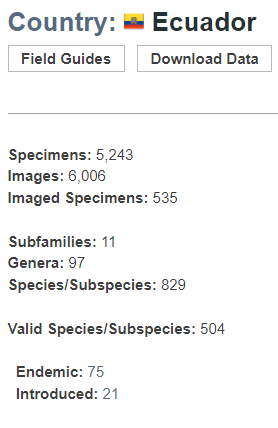 Country: Ecuador
Field Guides Download Data
Specimens: 5,243
Images: 6,006
Imaged Specimens: 535
Subfamilies: 11
Genera: 97
Species/Subspecies: 829
Valid Species/Subspecies: 504
Endemic: 75
Introduced: 21